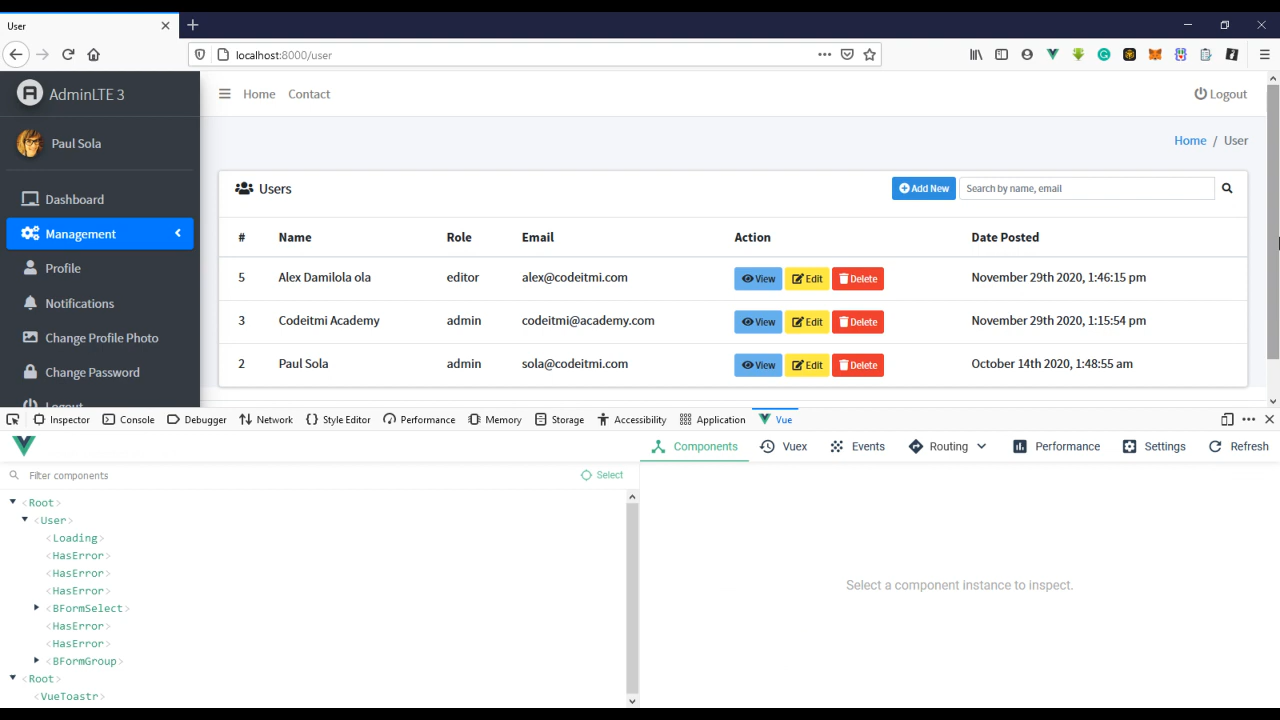 User
localhost:8000/user
AdminLTE 3
Home Contact
Logout
Paul Sola
Home / User
Dashboard
Management
Profile
Notifications
Change Profile Photo
Change Password
Logout
Users
Add New Search by name, email
# Name Role Email Action Date Posted
5 Alex Damilola ola editor alex@codeitmi.com View Edit Delete November 29th 2020, 1:46:15 pm
3 Codeitmi Academy admin codeitmi@academy.com View Edit Delete November 29th 2020, 1:15:54 pm
2 Paul Sola admin sola@codeitmi.com View Edit Delete October 14th 2020, 1:48:55 am
Inspector Console Debugger Network Style Editor Performance Memory Storage Accessibility Application Vue
Components Vuex Events Routing Performance Settings Refresh
Filter components Select
<Root>
<User>
<Loading>
<HasError>
<HasError>
<HasError>
<BFormSelect>
<HasError>
<HasError>
<BFormGroup>
<Root>
<VueToastr>
Select a component instance to inspect.